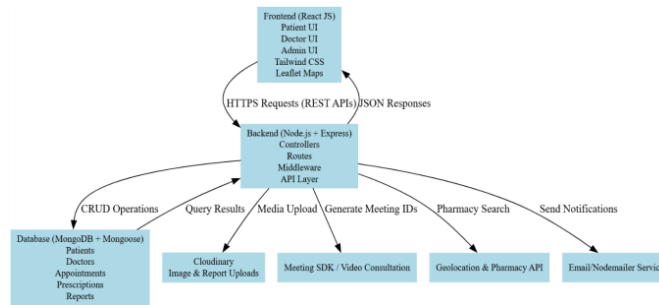 Frontend (React JS)
Patient UI
Doctor UI
Admin UI
Tailwind CSS
Leaflet Maps
HTTPS Requests (REST APIs)
JSON Responses
Backend (Node.js + Express)
Controllers
Routes
Middleware
API Layer
CRUD Operations
Query Results
Media Upload
Generate Meeting IDs
Pharmacy Search
Send Notifications
Database (MongoDB + Mongoose)
Patients
Doctors
Appointments
Prescriptions
Reports
Cloudinary
Image & Report Uploads
Meeting SDK / Video Consultation
Geolocation & Pharmacy API
Email/Nodemailer Service